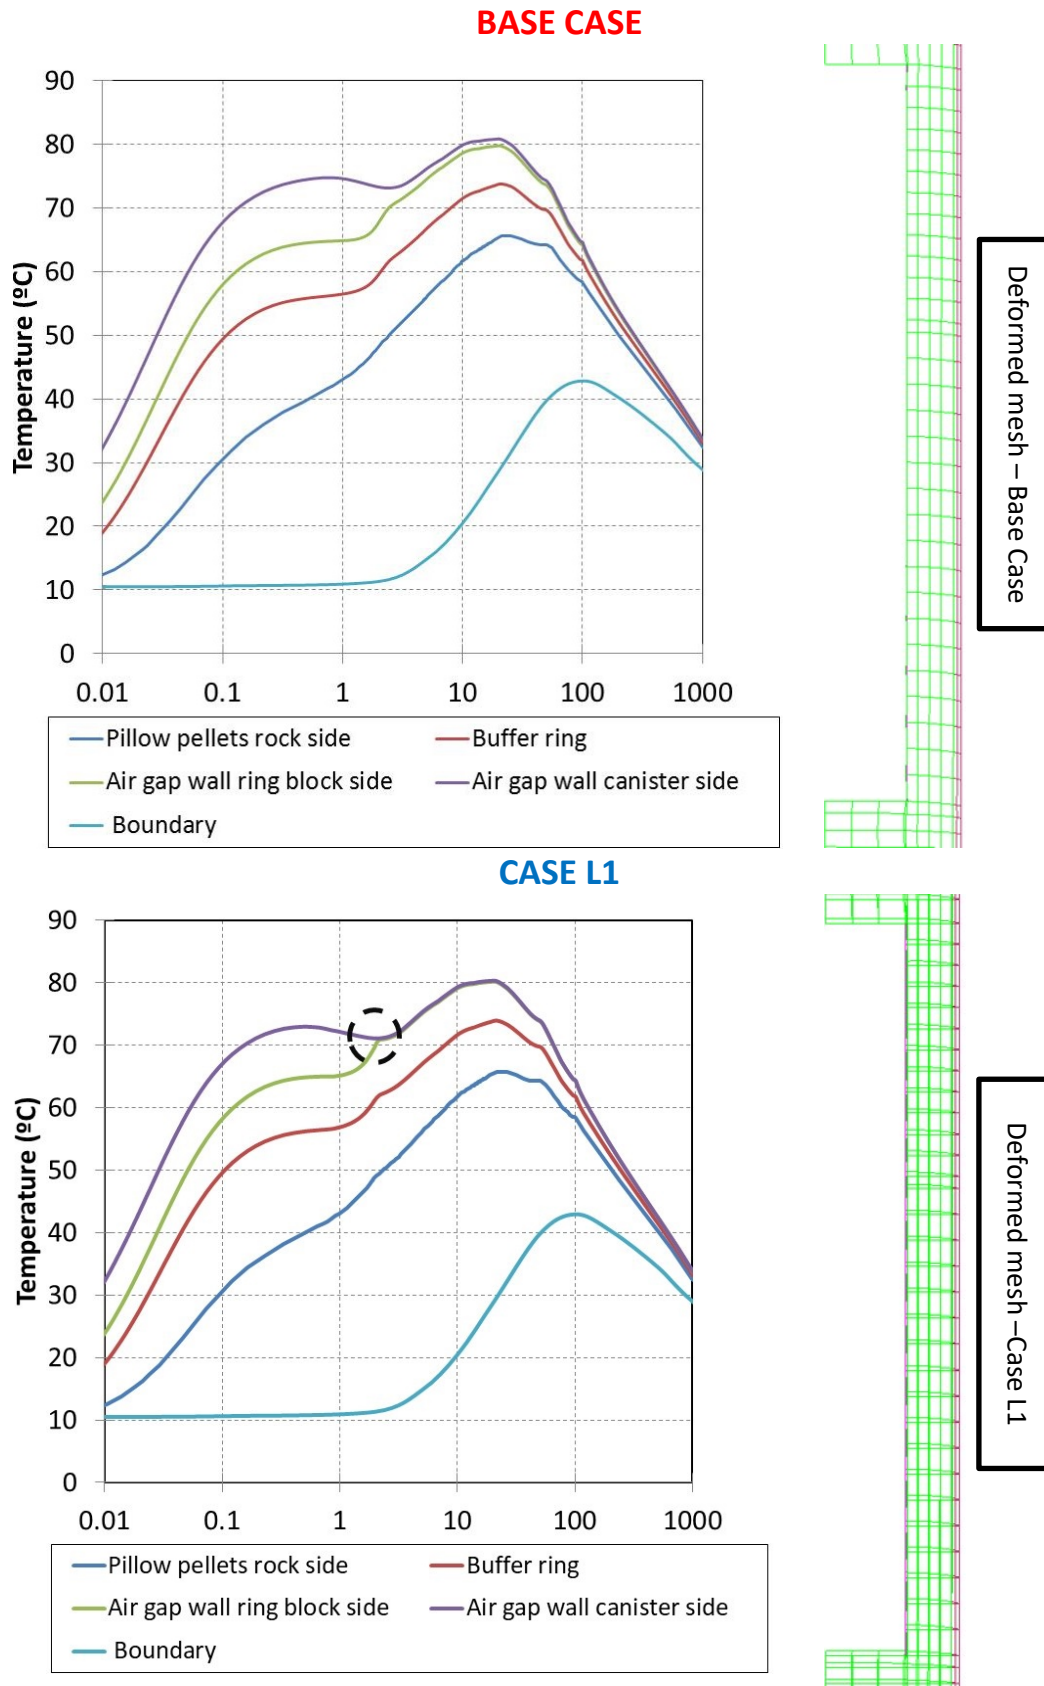 BASE CASE
90
80
70
60
50
40
30
20
10
0
Temperature (ºC)
0.01 0.1 1 10 100 1000
Pillow pellets rock side Buffer ring
Air gap wall ring block side Air gap wall canister side
Boundary
Deformed mesh – Base Case
CASE L1
90
80
70
60
50
40
30
20
10
0
Temperature (ºC)
0.01 0.1 1 10 100 1000
Pillow pellets rock side Buffer ring
Air gap wall ring block side Air gap wall canister side
Boundary
Deformed mesh –Case L1